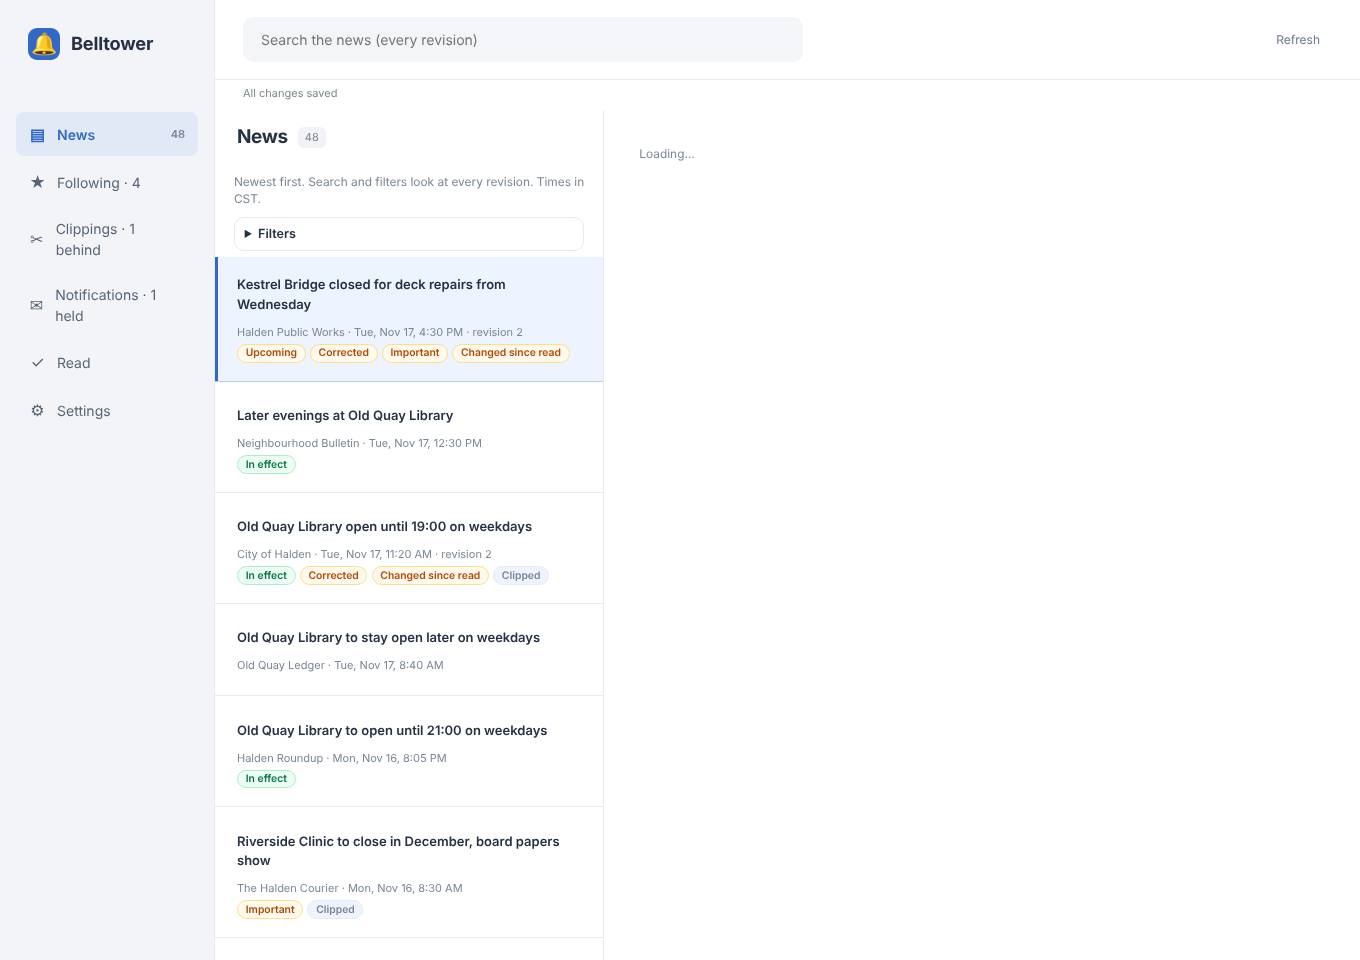 Belltower
Search the news (every revision)
Refresh
All changes saved
News 48
Following · 4
Clippings · 1
behind
Notifications · 1
held
Read
Settings
News 48
Newest first. Search and filters look at every revision. Times in
CST.
Filters
Kestrel Bridge closed for deck repairs from
Wednesday
Halden Public Works · Tue, Nov 17, 4:30 PM · revision 2
Upcoming Corrected Important Changed since read
Later evenings at Old Quay Library
Neighbourhood Bulletin · Tue, Nov 17, 12:30 PM
In effect
Old Quay Library open until 19:00 on weekdays
City of Halden · Tue, Nov 17, 11:20 AM · revision 2
In effect Corrected Changed since read Clipped
Old Quay Library to stay open later on weekdays
Old Quay Ledger · Tue, Nov 17, 8:40 AM
Old Quay Library to open until 21:00 on weekdays
Halden Roundup · Mon, Nov 16, 8:05 PM
In effect
Riverside Clinic to close in December, board papers
show
The Halden Courier · Mon, Nov 16, 8:30 AM
Important Clipped
Loading…